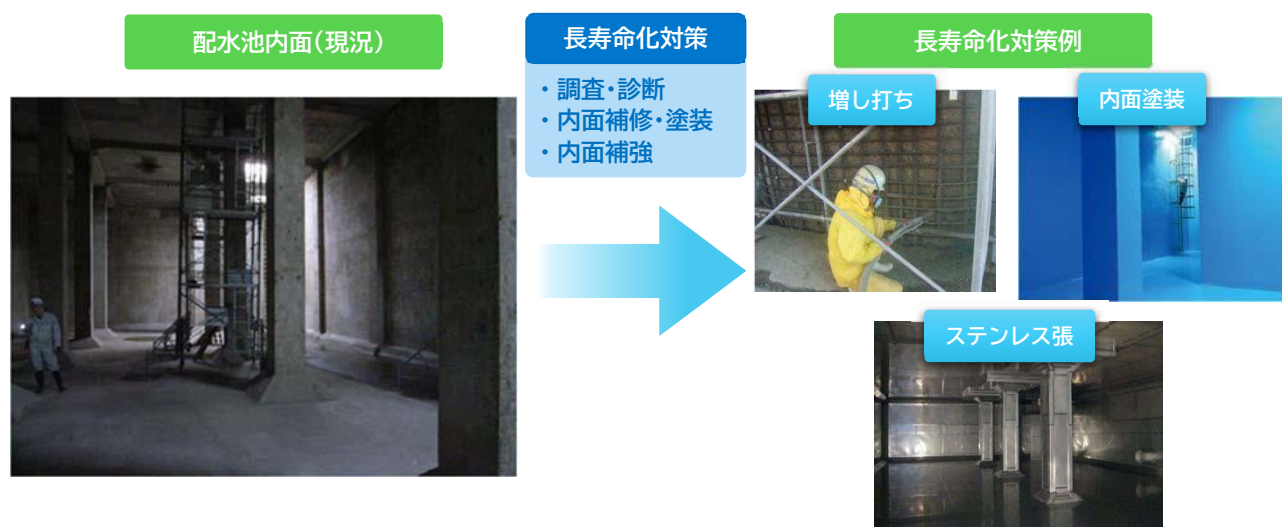 配水池内面（現況）
長寿命化対策
・調査・診断
・内面補修・塗装
・内面補強
長寿命化対策例
増し打ち
内面塗装
ステンレス張